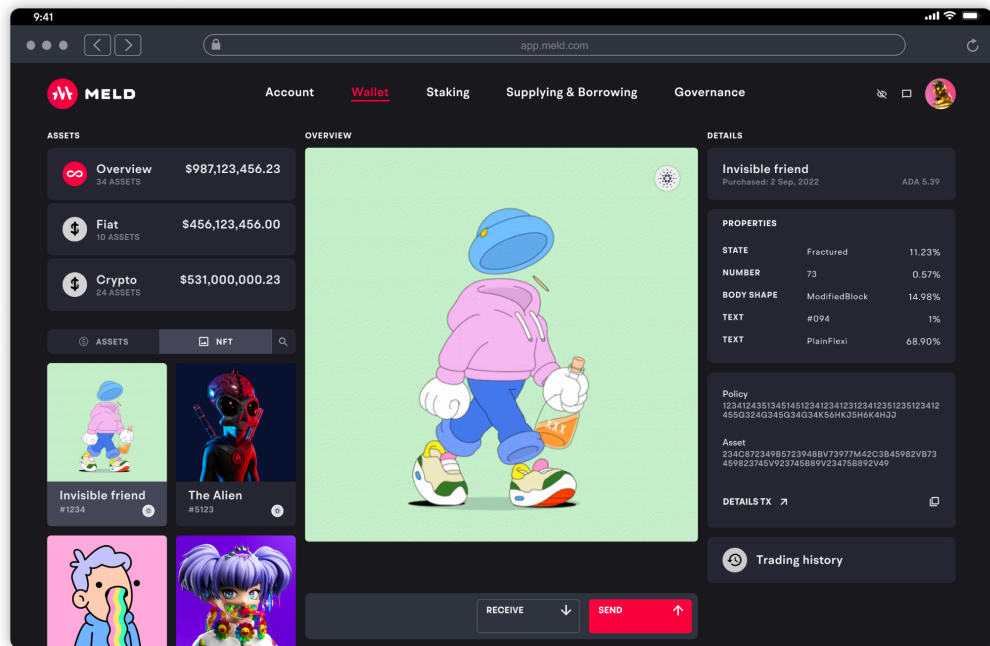 9:41
app.meld.com
MELD
Account
Wallet
Staking
Supplying & Borrowing
Governance
ASSETS
Overview
34 ASSETS
$987,123,456.23
Fiat
10 ASSETS
$456,123,456.00
Crypto
24 ASSETS
$531,000,000.23
ASSETS
NFT
Invisible friend
#1234
The Alien
#5123
OVERVIEW
XXX
RECEIVE
SEND
DETAILS
Invisible friend
Purchased: 2 Sep, 2022
ADA 5.39
PROPERTIES
STATE Fractured 11.23%
NUMBER 73 0.57%
BODY SHAPE ModifiedBlock 14.98%
TEXT #094 1%
TEXT PlainFlexi 68.90%
Policy
123412435134514512341234123123412351235123412
455G324G345G34G34K56HKJ5H6K4HJJ
Asset
234C872349B5723948BV73977M42C3B45982VB73
459823745V923745B89V23475B892V49
DETAILS TX
Trading history